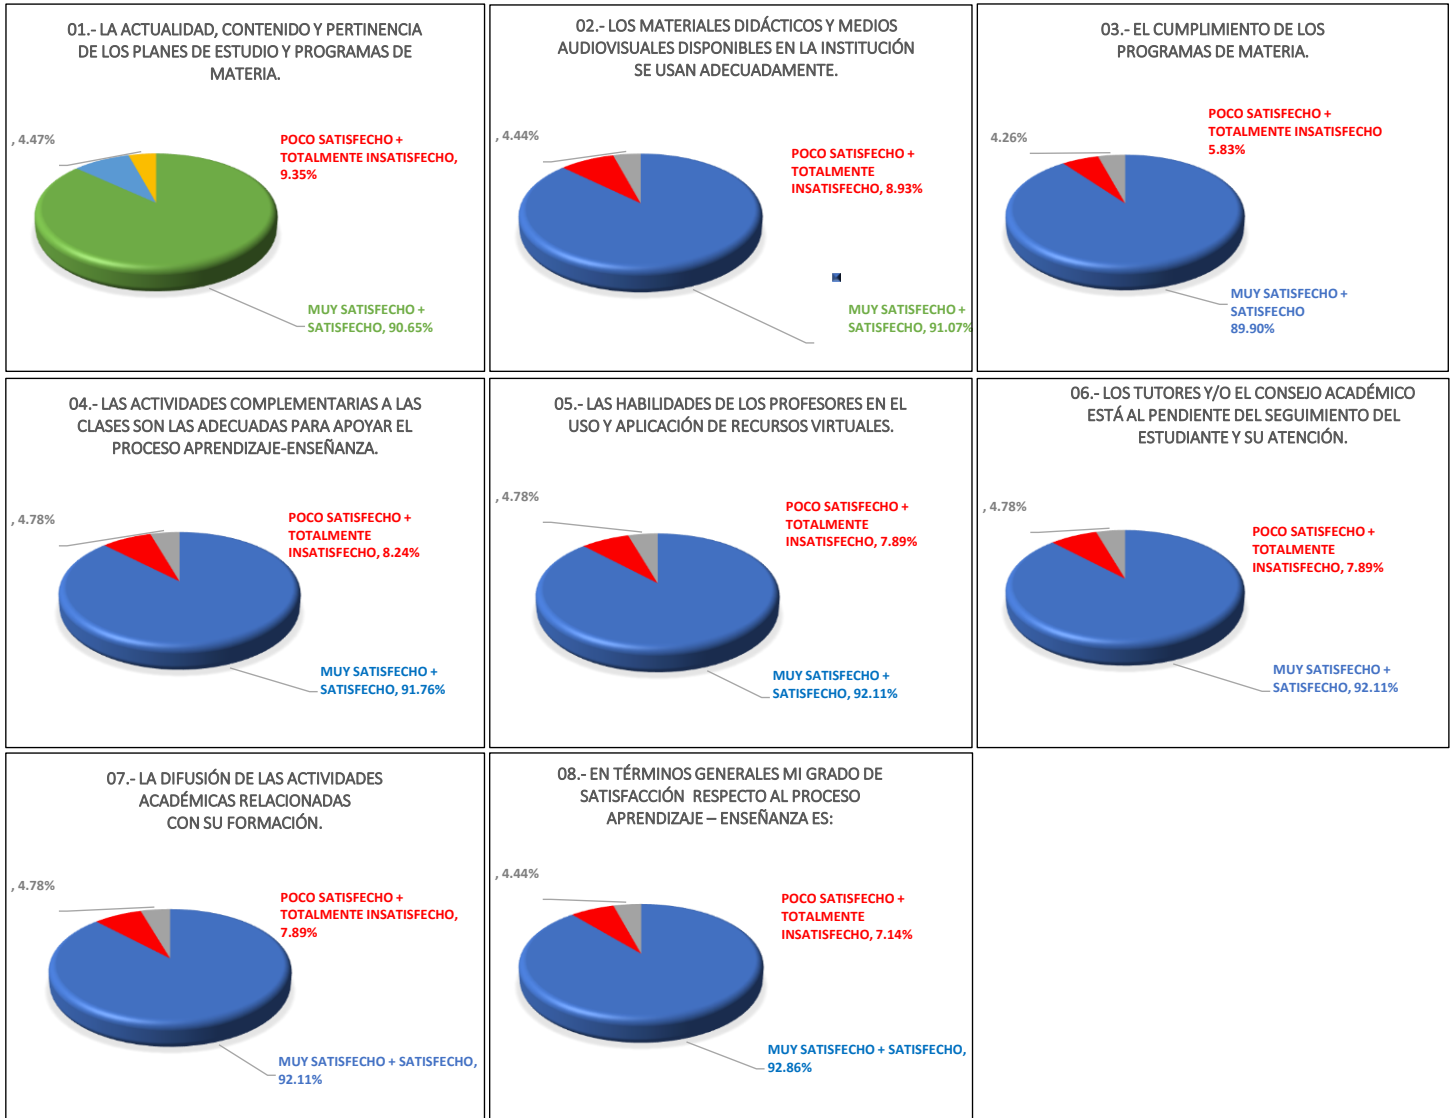 01.- LA ACTUALIDAD, CONTENIDO Y PERTINENCIA
DE LOS PLANES DE ESTUDIO Y PROGRAMAS DE
MATERIA.
, 4.47%
POCO SATISFECHO +
TOTALMENTE INSATISFECHO,
9.35%
MUY SATISFECHO +
SATISFECHO, 90.65%
02.- LOS MATERIALES DIDÁCTICOS Y MEDIOS
AUDIOVISUALES DISPONIBLES EN LA INSTITUCIÓN
SE USAN ADECUADAMENTE.
, 4.44%
POCO SATISFECHO +
TOTALMENTE
INSATISFECHO, 8.93%
MUY SATISFECHO +
SATISFECHO, 91.07%
03.- EL CUMPLIMIENTO DE LOS
PROGRAMAS DE MATERIA.
4.26%
POCO SATISFECHO +
TOTALMENTE INSATISFECHO
5.83%
MUY SATISFECHO +
SATISFECHO
89.90%
04.- LAS ACTIVIDADES COMPLEMENTARIAS A LAS
CLASES SON LAS ADECUADAS PARA APOYAR EL
PROCESO APRENDIZAJE-ENSEÑANZA.
, 4.78%
POCO SATISFECHO +
TOTALMENTE
INSATISFECHO, 8.24%
MUY SATISFECHO +
SATISFECHO, 91.76%
05.- LAS HABILIDADES DE LOS PROFESORES EN EL
USO Y APLICACIÓN DE RECURSOS VIRTUALES.
, 4.78%
POCO SATISFECHO +
TOTALMENTE
INSATISFECHO, 7.89%
MUY SATISFECHO +
SATISFECHO, 92.11%
06.- LOS TUTORES Y/O EL CONSEJO ACADÉMICO
ESTÁ AL PENDIENTE DEL SEGUIMIENTO DEL
ESTUDIANTE Y SU ATENCIÓN.
, 4.78%
POCO SATISFECHO +
TOTALMENTE
INSATISFECHO, 7.89%
MUY SATISFECHO +
SATISFECHO, 92.11%
07.- LA DIFUSIÓN DE LAS ACTIVIDADES
ACADÉMICAS RELACIONADAS
CON SU FORMACIÓN.
, 4.78%
POCO SATISFECHO +
TOTALMENTE INSATISFECHO,
7.89%
MUY SATISFECHO + SATISFECHO,
92.11%
08.- EN TÉRMINOS GENERALES MI GRADO DE
SATISFACCIÓN RESPECTO AL PROCESO
APRENDIZAJE – ENSEÑANZA ES:
, 4.44%
POCO SATISFECHO +
TOTALMENTE
INSATISFECHO, 7.14%
MUY SATISFECHO + SATISFECHO,
92.86%